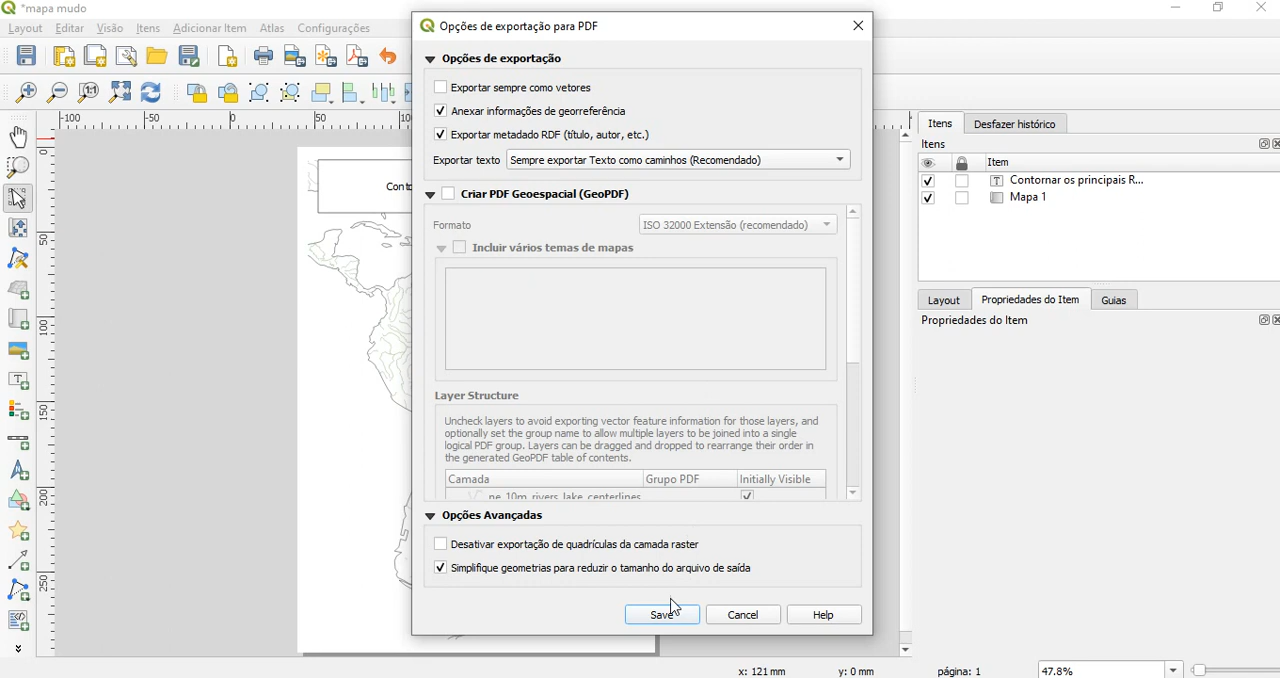 *mapa mudo
Layout Editar Visão Itens Adicionar Item Atlas Configurações
Opções de exportação para PDF
Opções de exportação
Exportar sempre como vetores
Anexar informações de georreferência
Exportar metadado RDF (título, autor, etc.)
Exportar texto Sempre exportar Texto como caminhos (Recomendado)
Criar PDF Geoespacial (GeoPDF)
Formato ISO 32000 Extensão (recomendado)
Incluir vários temas de mapas
Layer Structure
Uncheck layers to avoid exporting vector feature information for those layers, and
optionally set the group name to allow multiple layers to be joined into a single
logical PDF group. Layers can be dragged and dropped to rearrange their order in
the generated GeoPDF table of contents.
Camada Grupo PDF Initially Visible
ne_10m_rivers_lake_centerlines
Opções Avançadas
Desativar exportação de quadrículas da camada raster
Simplifique geometrias para reduzir o tamanho do arquivo de saída
Save Cancel Help
-100 -50 0 50 100
0
50
100
150
200
250
Conto
Itens Desfazer histórico
Itens
Item
Contornar os principais R...
Mapa 1
Layout Propriedades do Item Guias
Propriedades do Item
x: 121 mm y: 0 mm página: 1 47.8%